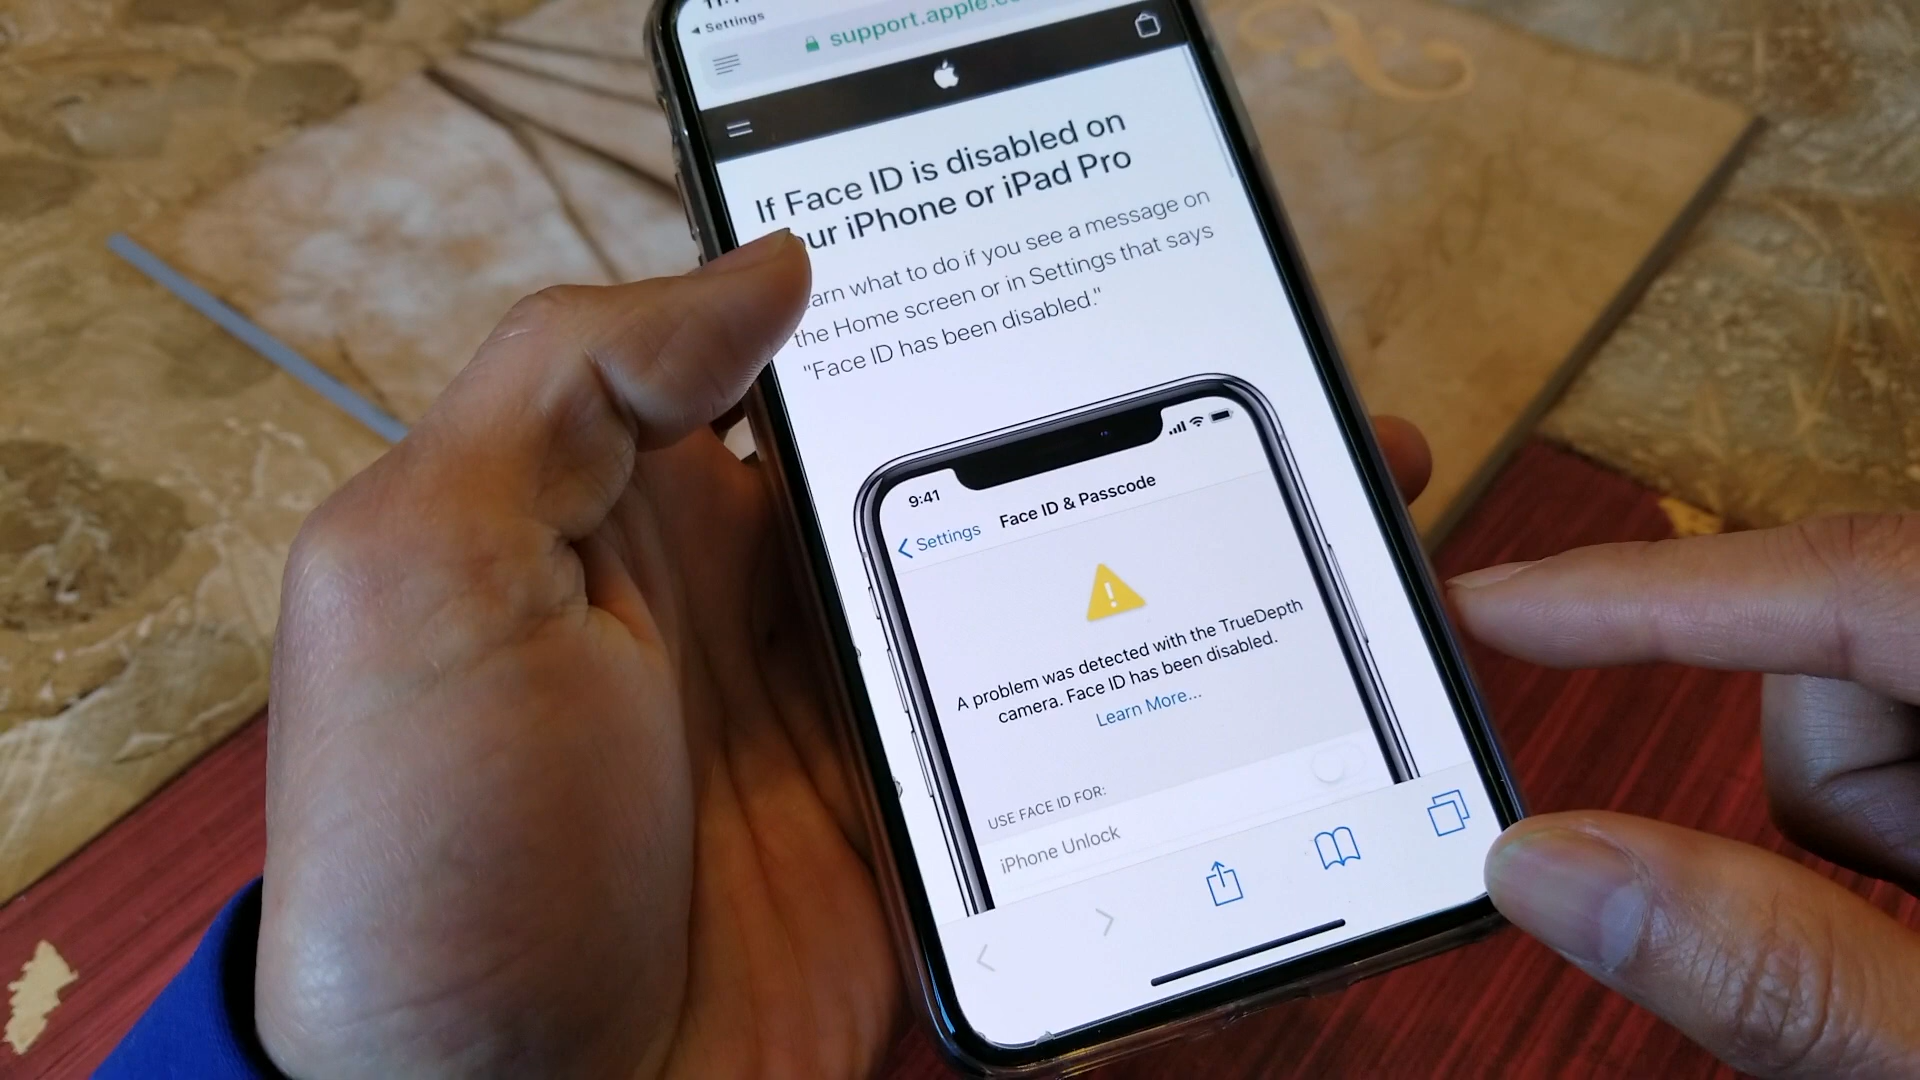 Settings
support.apple.co
If Face ID is disabled on
our iPhone or iPad Pro
earn what to do if you see a message on
the Home screen or in Settings that says
"Face ID has been disabled."
9:41
Settings
Face ID & Passcode
A problem was detected with the TrueDepth
camera. Face ID has been disabled.
Learn More...
USE FACE ID FOR:
iPhone Unlock